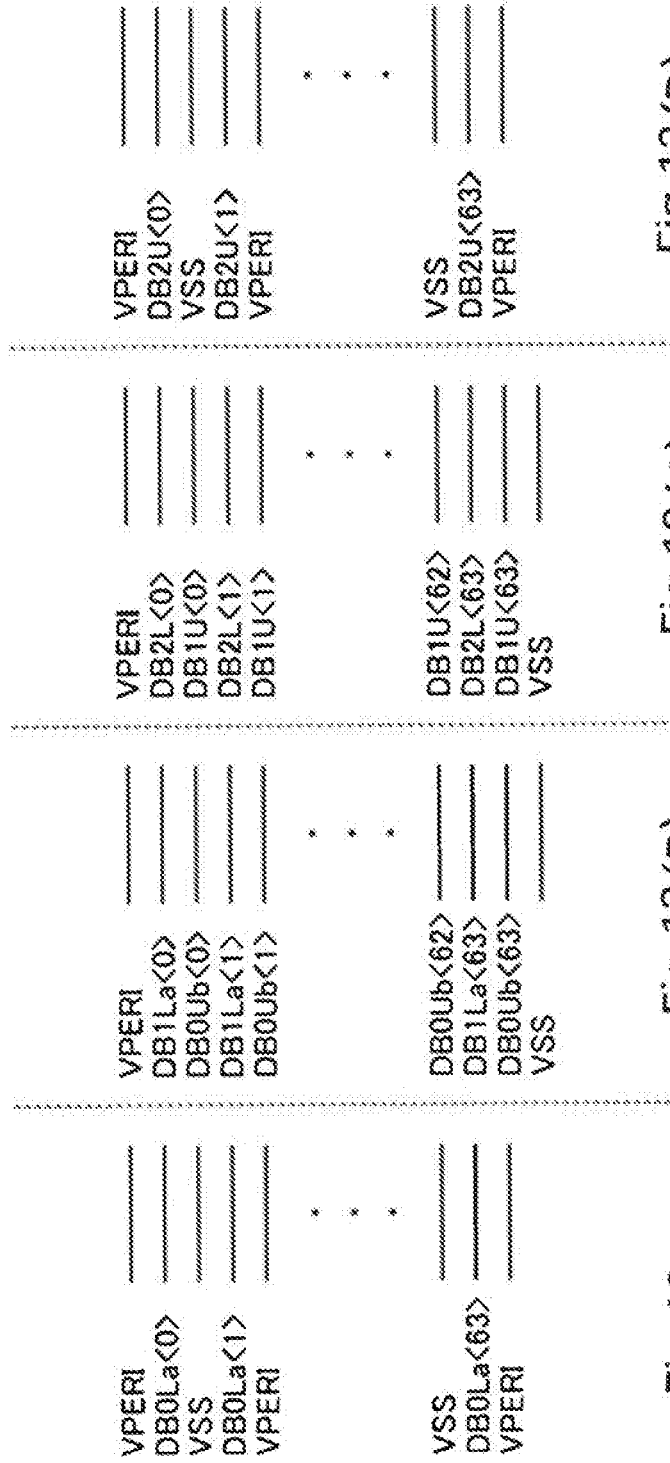 VPERI
DB0La<0>
VSS
DB0La<1>
VPERI
VSS
DB0La<63>
VPERI
VPERI
DB1La<0>
DB0Ub<0>
DB1La<1>
DB0Ub<1>
DB0Ub<62>
DB1La<63>
DB0Ub<63>
VSS
VPERI
DB2L<0>
DB1U<0>
DB2L<1>
DB1U<1>
DB1U<62>
DB2L<63>
DB1U<63>
VSS
VPERI
DB2U<0>
VSS
DB2U<1>
VPERI
VSS
DB2U<63>
VPERI